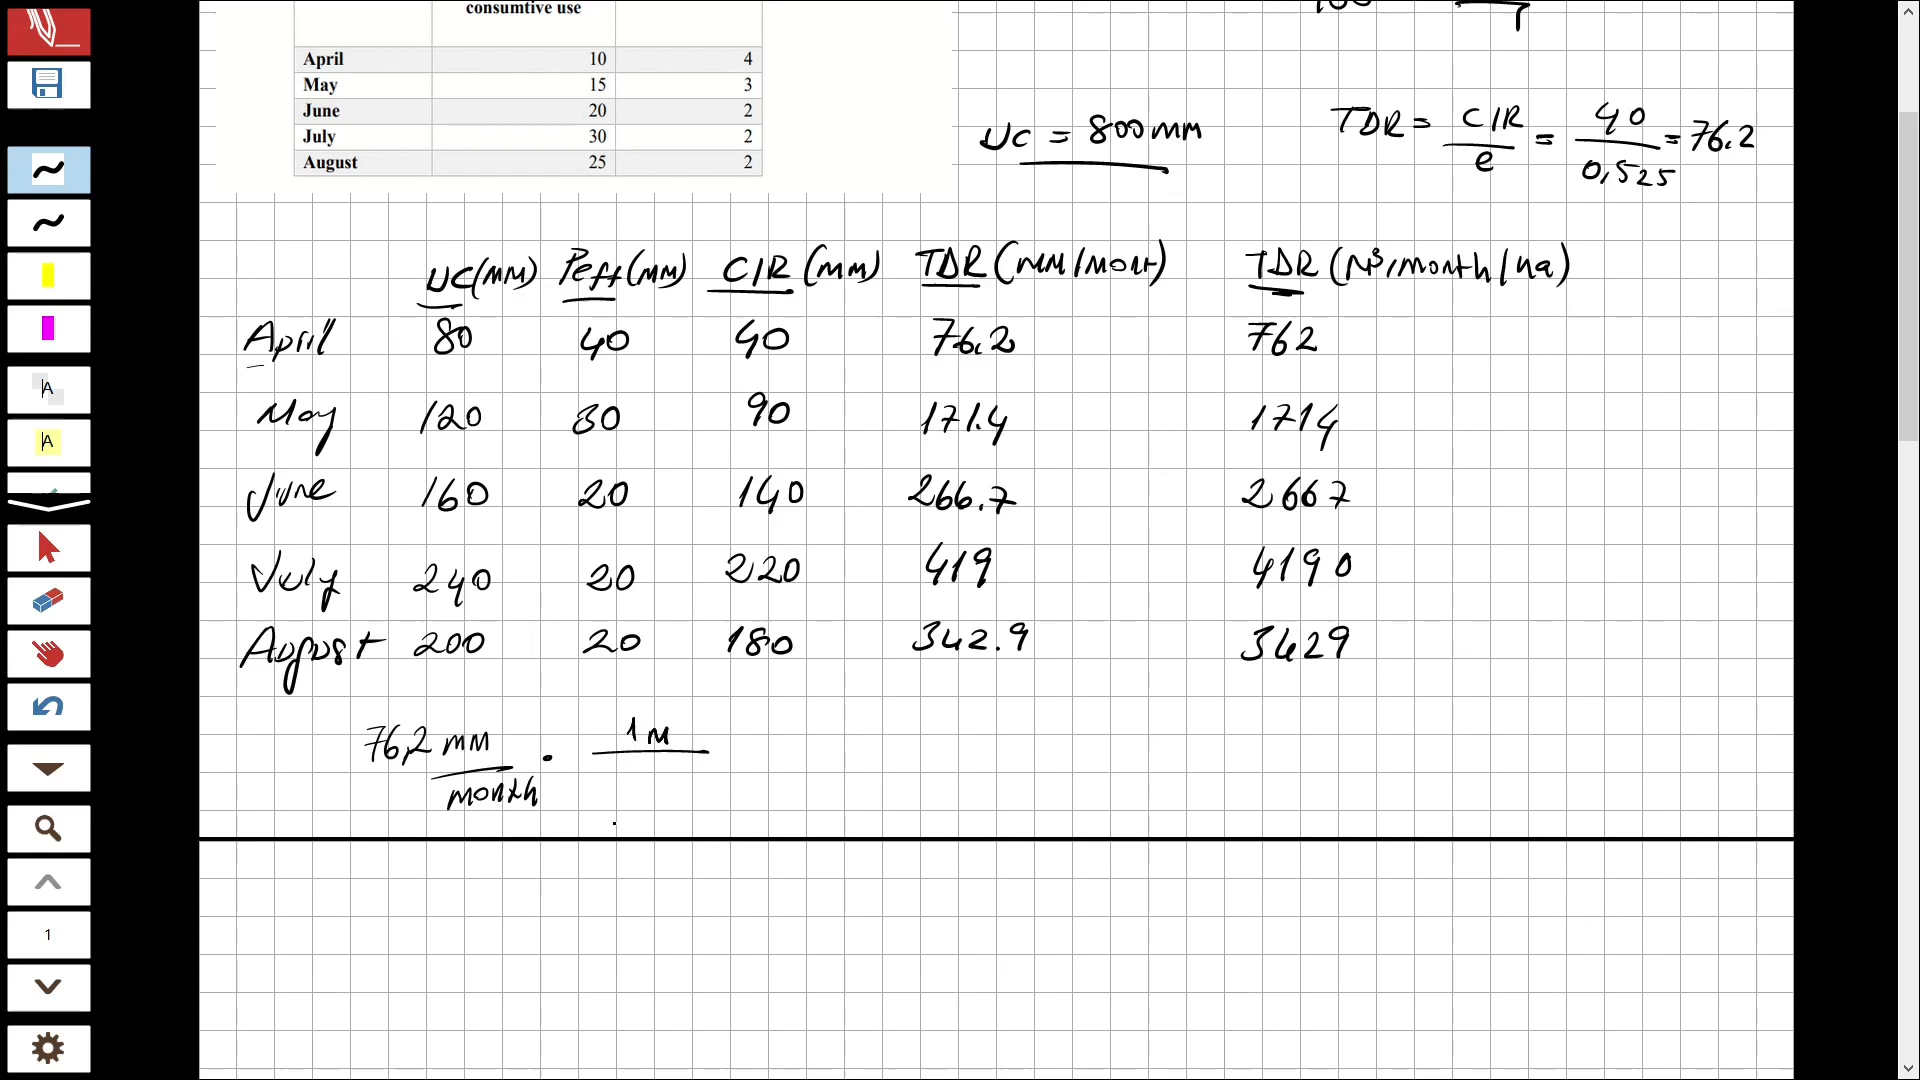 consumtive use
April 10 4
May 15 3
June 20 2
July 30 2
August 25 2
UC = 800 mm
TDR = CIR / e = 40 / 0,525 = 76.2
UC (mm) Peff (mm) CIR (mm) TDR (mm/mont) TDR (M³/month/ha)
April 80 40 40 76.2 762
May 120 30 90 171.4 1714
June 160 20 140 266.7 2667
July 240 20 220 419 4190
August 200 20 180 342.9 3429
76,2 mm / month . 1 M
A
A
1